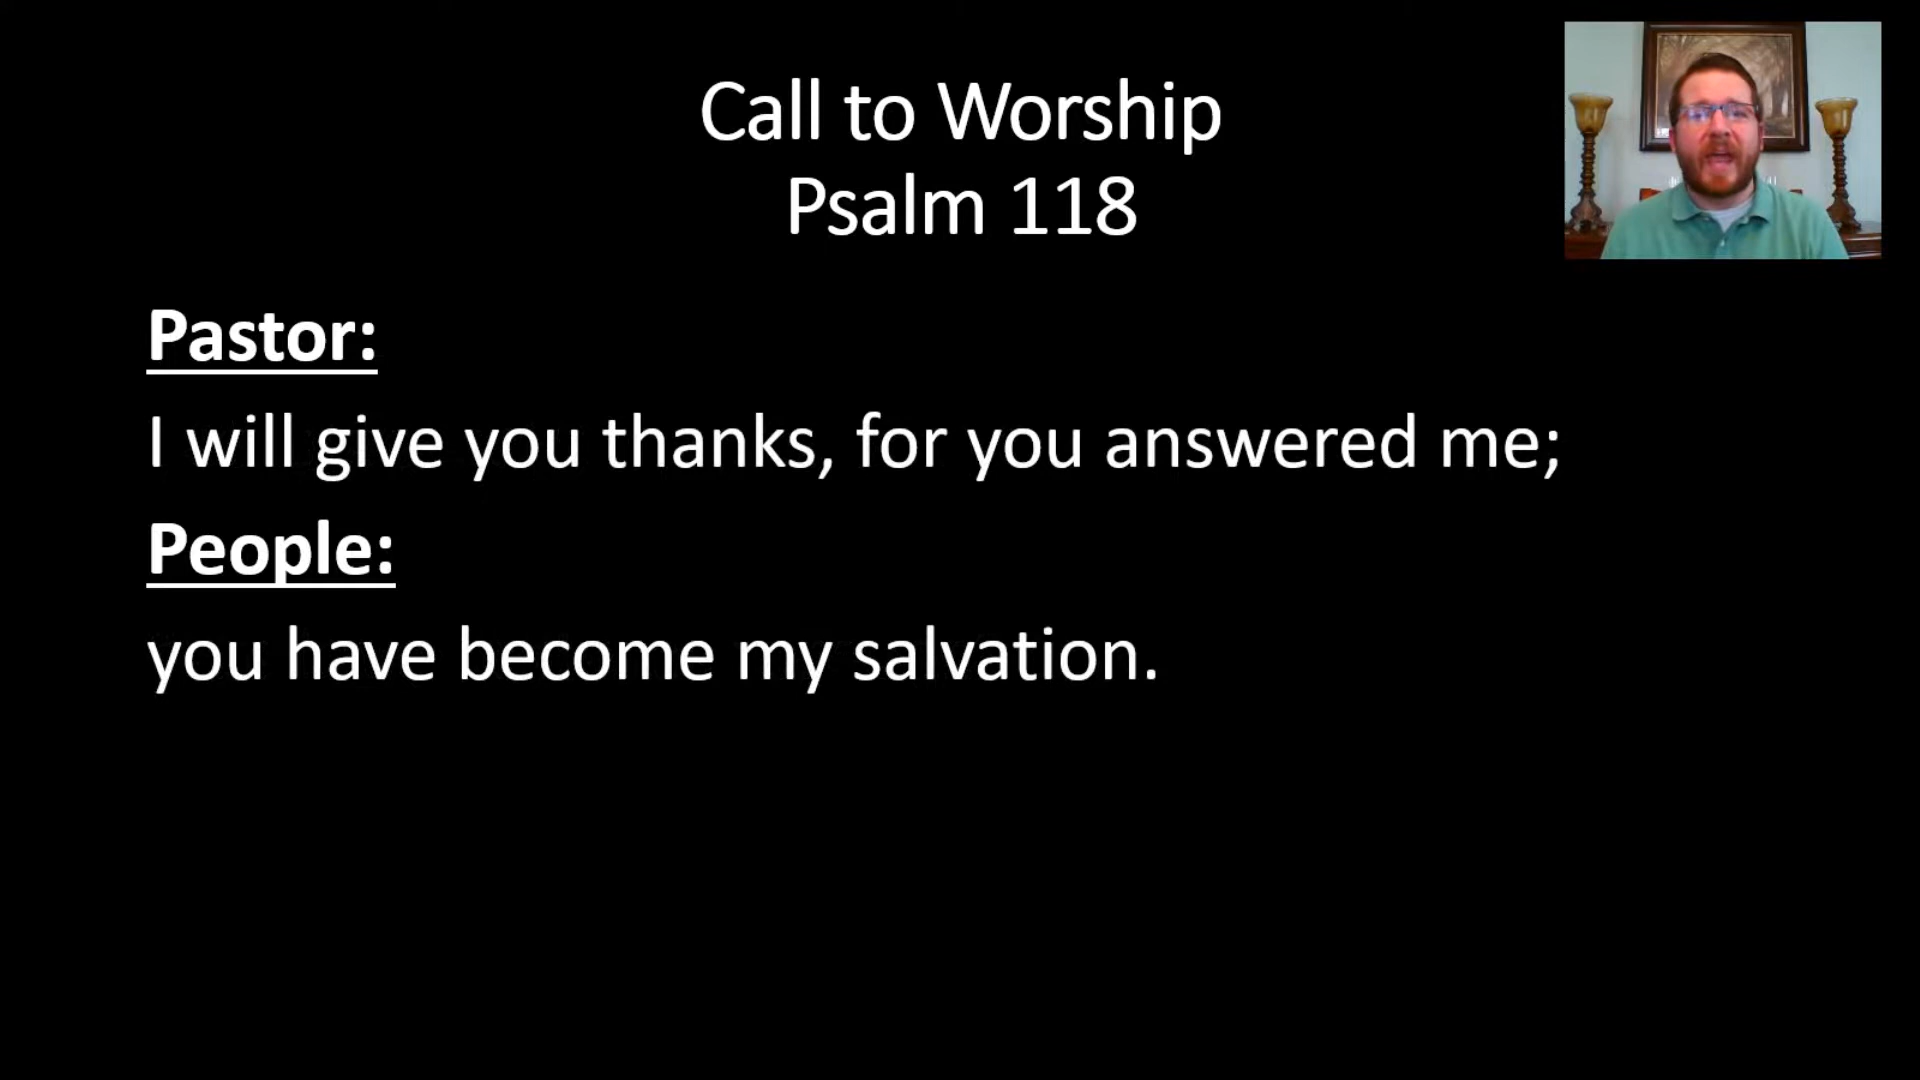 Call to Worship
Psalm 118
Pastor:
I will give you thanks, for you answered me;
People:
you have become my salvation.